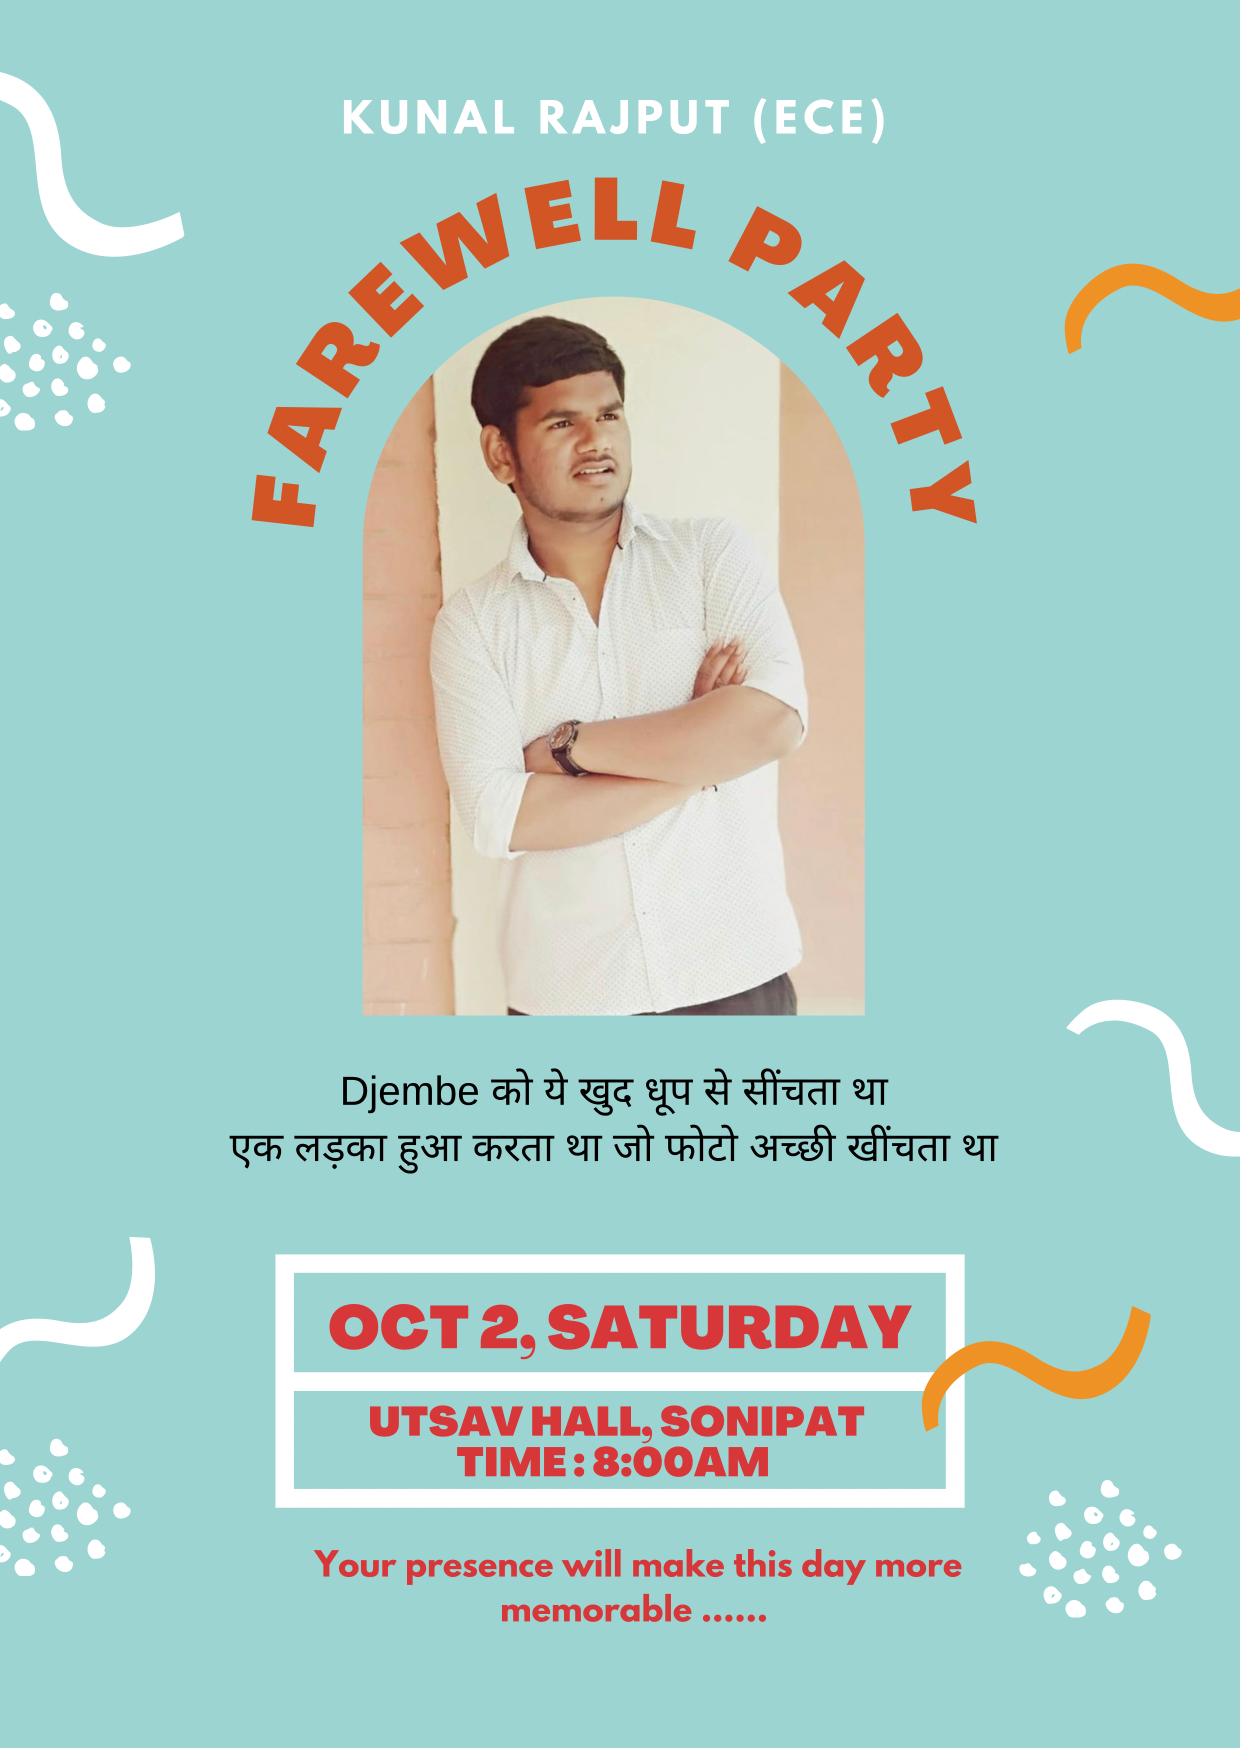 KUNAL RAJPUT (ECE)
FAREWELL PARTY
Djembe को ये खुद धूप से सींचता था
एक लड़का हुआ करता था जो फोटो अच्छी खींचता था
OCT 2, SATURDAY
UTSAV HALL, SONIPAT
TIME : 8:00AM
Your presence will make this day more
memorable ......